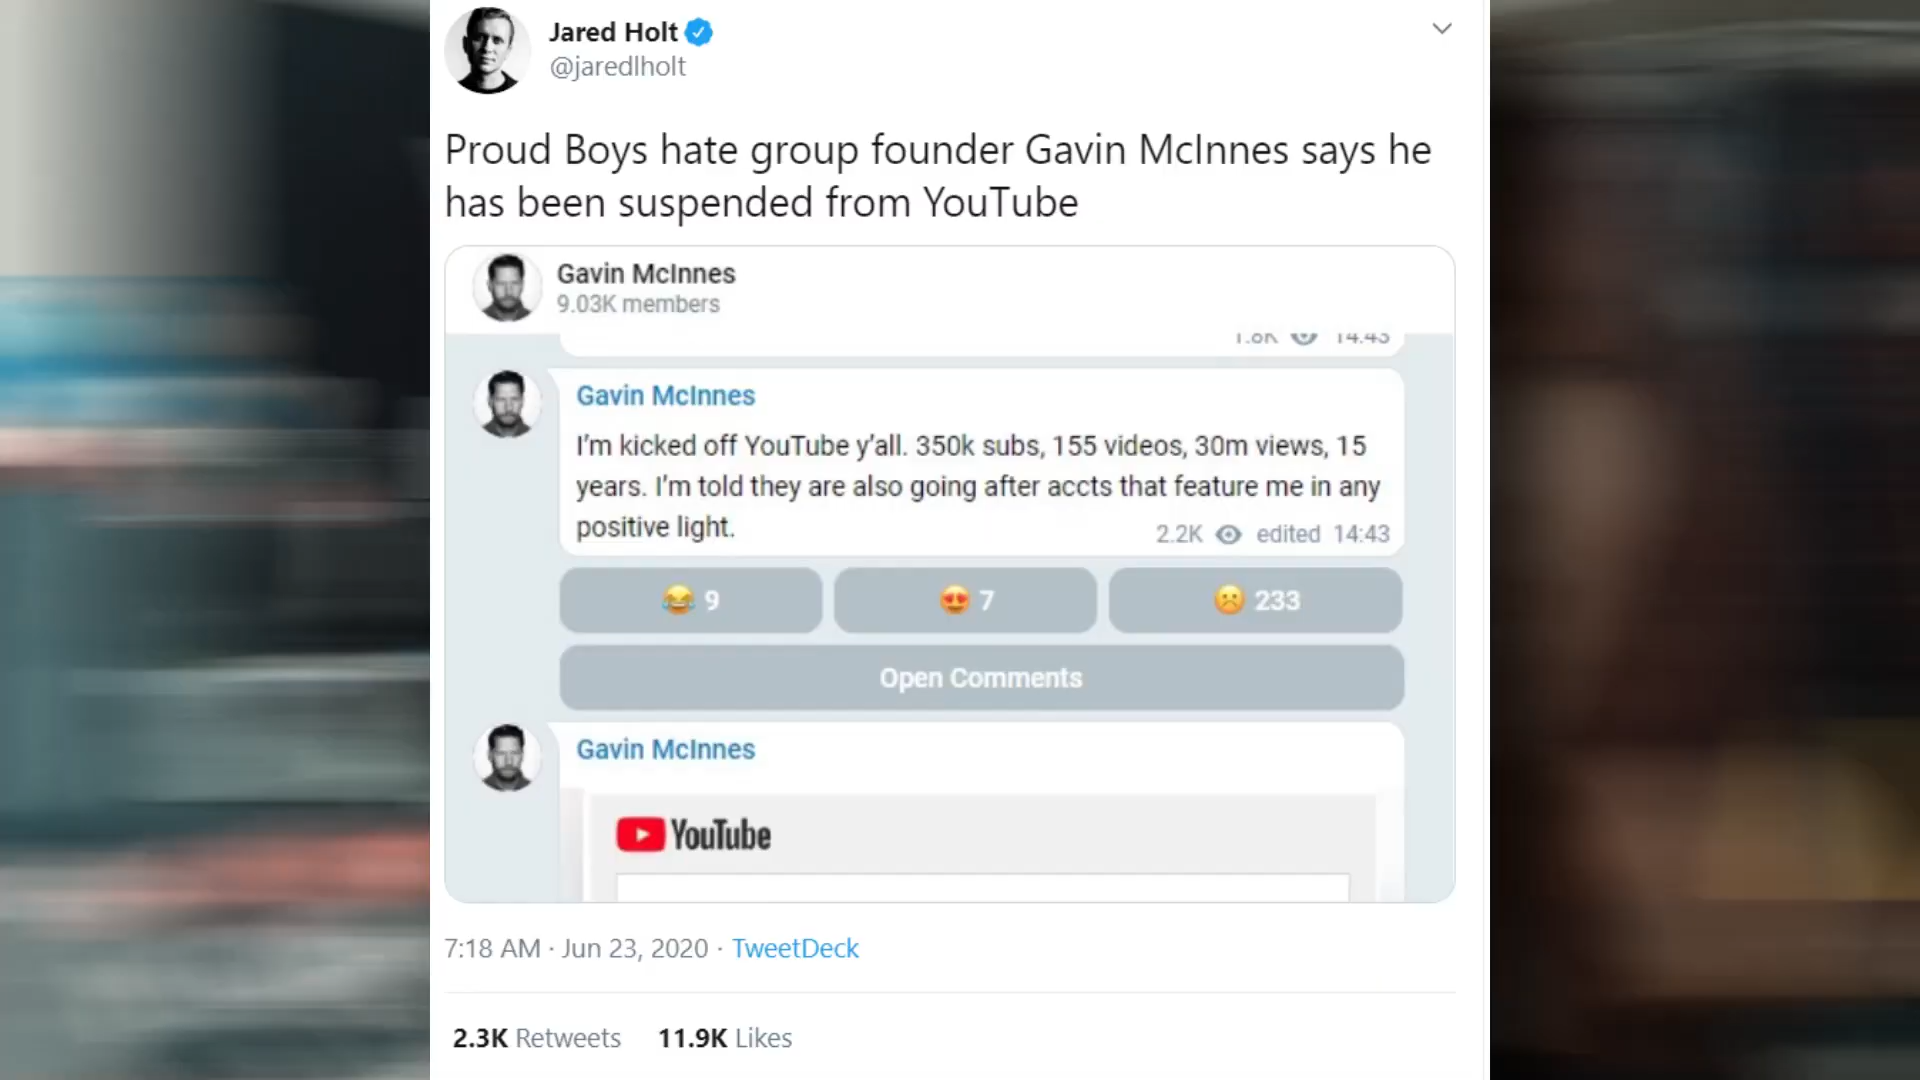 Jared Holt
@jaredlholt
Proud Boys hate group founder Gavin McInnes says he
has been suspended from YouTube
Gavin McInnes
9.03K members
1.8K 14:43
Gavin McInnes
I'm kicked off YouTube y'all. 350k subs, 155 videos, 30m views, 15
years. I'm told they are also going after accts that feature me in any
positive light.
2.2K edited 14:43
😂 9 😍 7 ☹️ 233
Open Comments
Gavin McInnes
YouTube
7:18 AM · Jun 23, 2020 · TweetDeck
2.3K Retweets 11.9K Likes